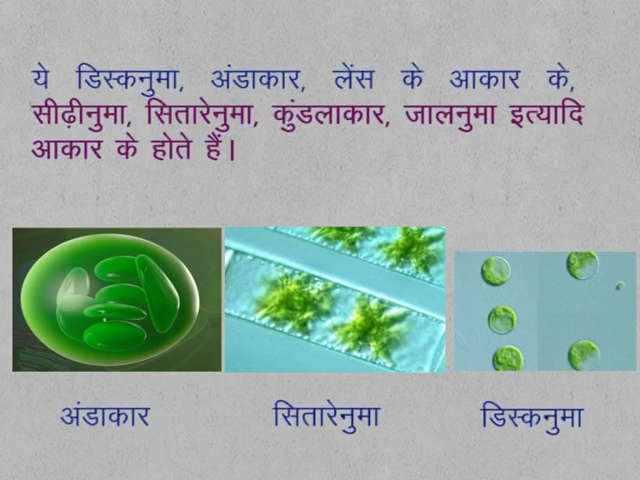 ये डिस्कनुमा, अंडाकार, लेंस के आकार के,
सीढ़ीनुमा, सितारेनुमा, कुंडलाकार, जालनुमा इत्यादि
आकार के होते हैं।
अंडाकार
सितारेनुमा
डिस्कनुमा